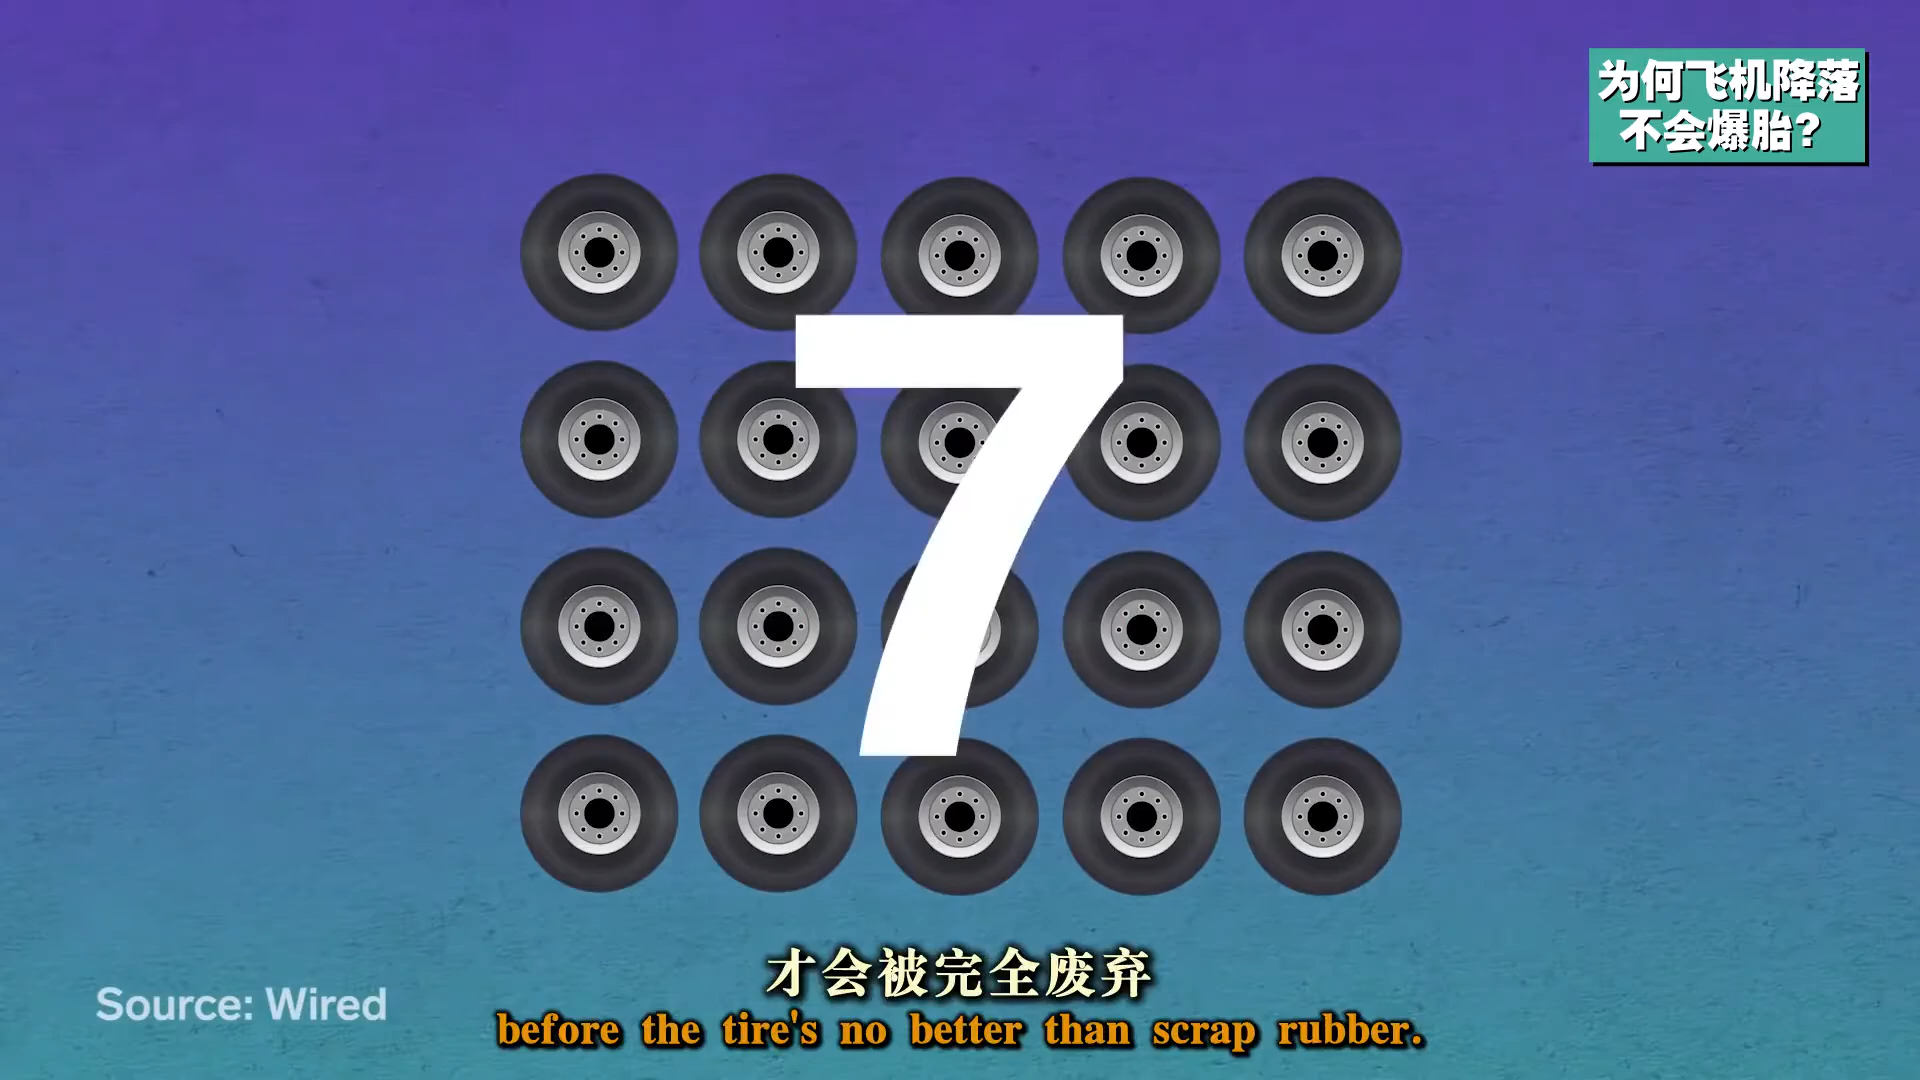 为何飞机降落
不会爆胎?
7
才会被完全废弃
Source: Wired
before the tire's no better than scrap rubber.